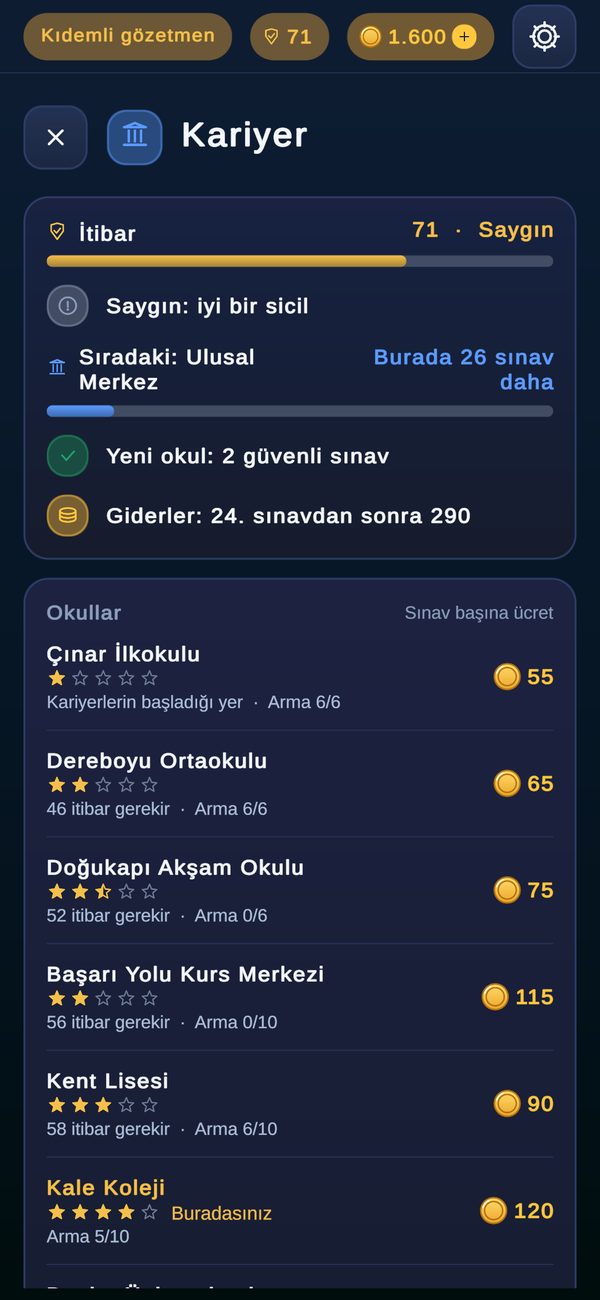 Kıdemli gözetmen
71
1.600 +
Kariyer
İtibar
71 · Saygın
Saygın: iyi bir sicil
Sıradaki: Ulusal
Merkez
Burada 26 sınav
daha
Yeni okul: 2 güvenli sınav
Giderler: 24. sınavdan sonra 290
Okullar
Sınav başına ücret
Çınar İlkokulu
55
Kariyerlerin başladığı yer · Arma 6/6
Dereboyu Ortaokulu
65
46 itibar gerekir · Arma 6/6
Doğukapı Akşam Okulu
75
52 itibar gerekir · Arma 0/6
Başarı Yolu Kurs Merkezi
115
56 itibar gerekir · Arma 0/10
Kent Lisesi
90
58 itibar gerekir · Arma 6/10
Kale Koleji
Buradasınız
120
Arma 5/10